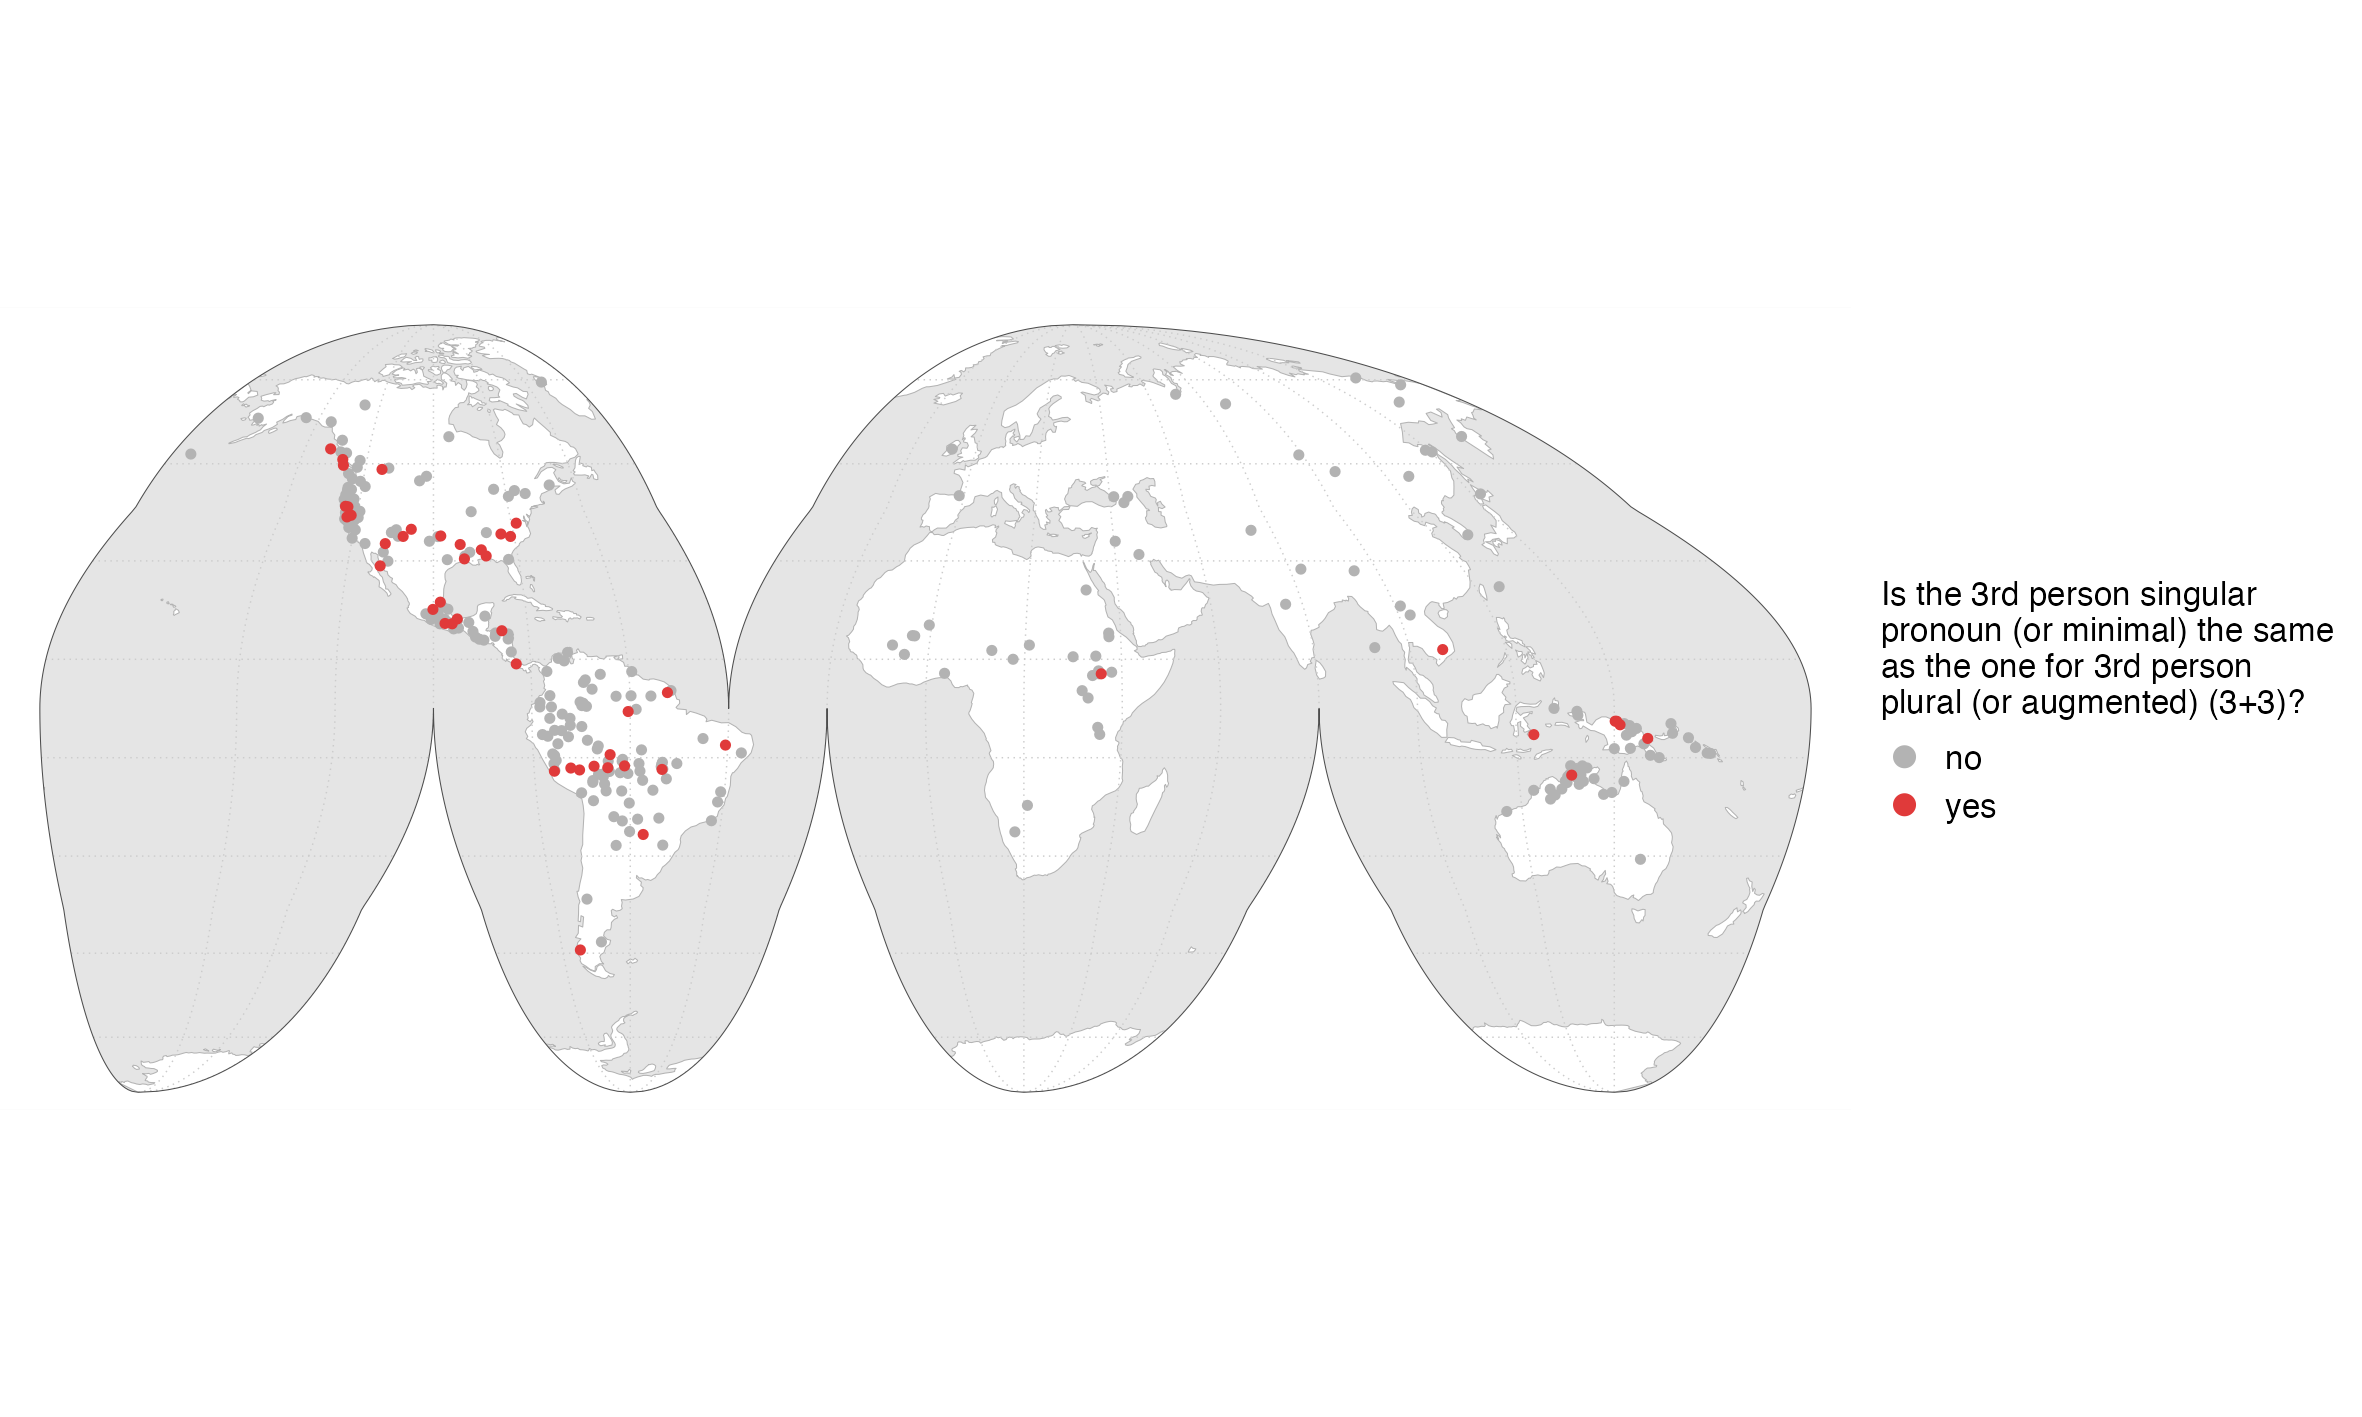 Is the 3rd person singular
pronoun (or minimal) the same
as the one for 3rd person
plural (or augmented) (3+3)?
no
yes